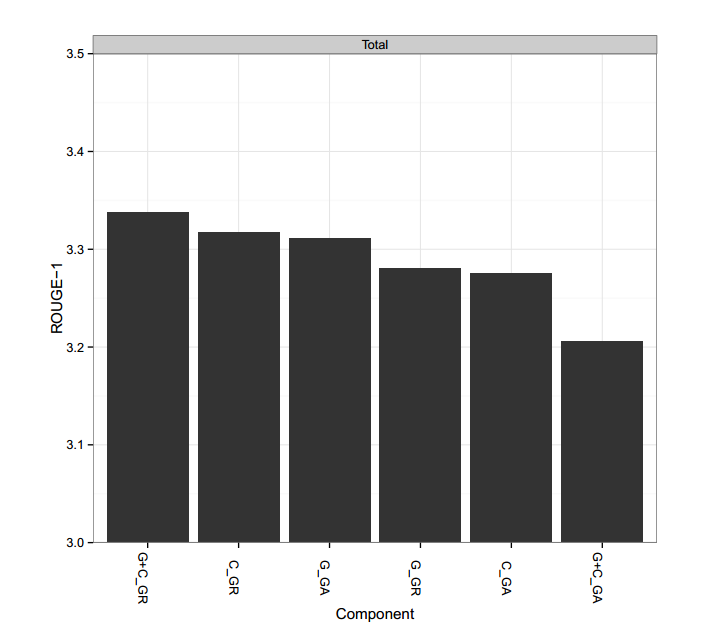 Total
3.5
3.4
3.3
3.2
3.1
3.0
ROUGE−1
G+C_GR
C_GR
G_GA
G_GR
C_GA
G+C_GA
Component